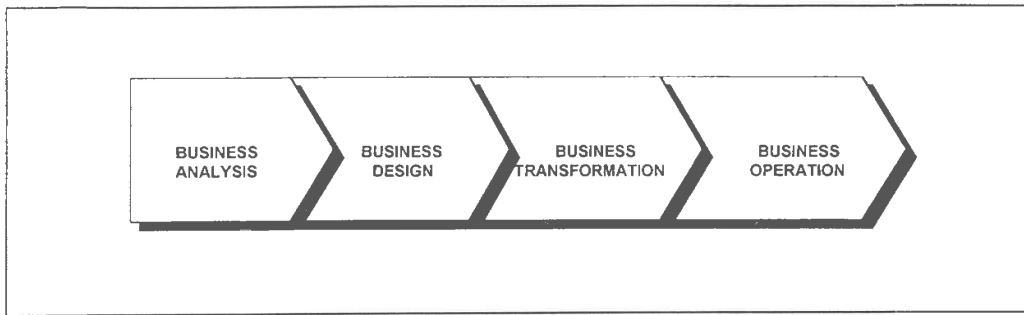 BUSINESS
ANALYSIS
BUSINESS
DESIGN
BUSINESS
TRANSFORMATION
BUSINESS
OPERATION